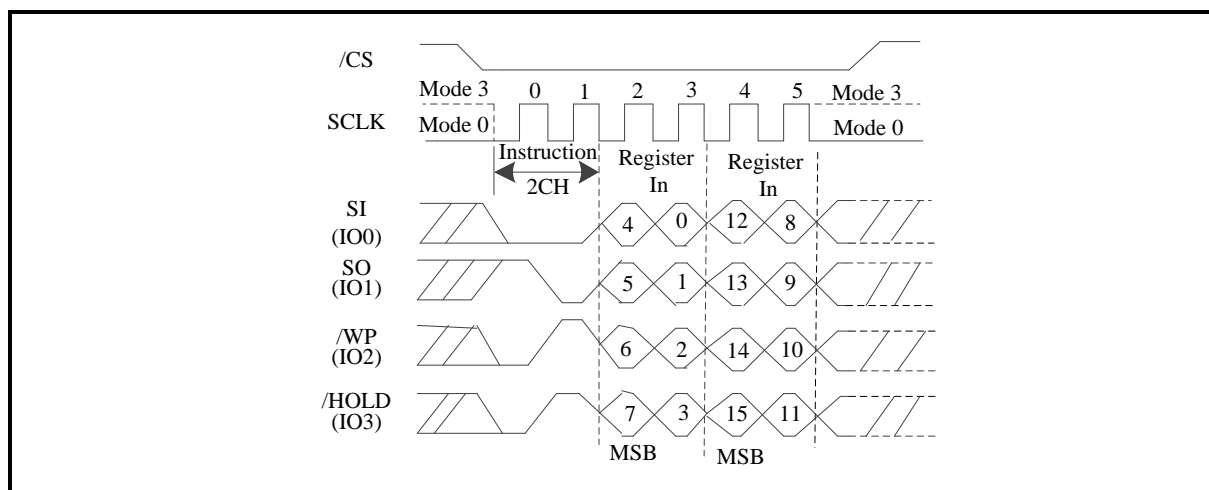 /CS
Mode 3 0 1 2 3 4 5 Mode 3
SCLK
Mode 0 Mode 0
Instruction Register Register
2CH In In
SI
(IO0) 4 0 12 8
SO
(IO1) 5 1 13 9
/WP
(IO2) 6 2 14 10
/HOLD
(IO3) 7 3 15 11
MSB MSB